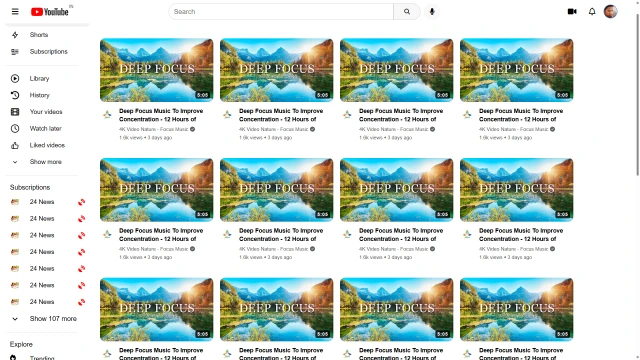 YouTube
IN
Search
Shorts
Subscriptions
Library
History
Your videos
Watch later
Liked videos
Show more
Subscriptions
24 News
24 News
24 News
24 News
24 News
24 News
24 News
Show 107 more
Explore
Trending
DEEP FOCUS
5:05
Deep Focus Music To Improve
Concentration - 12 Hours of
4K Video Nature - Focus Music
1.6k views • 3 days ago
DEEP FOCUS
5:05
Deep Focus Music To Improve
Concentration - 12 Hours of
4K Video Nature - Focus Music
1.6k views • 3 days ago
DEEP FOCUS
5:05
Deep Focus Music To Improve
Concentration - 12 Hours of
4K Video Nature - Focus Music
1.6k views • 3 days ago
DEEP FOCUS
5:05
Deep Focus Music To Improve
Concentration - 12 Hours of
4K Video Nature - Focus Music
1.6k views • 3 days ago
DEEP FOCUS
5:05
Deep Focus Music To Improve
Concentration - 12 Hours of
4K Video Nature - Focus Music
1.6k views • 3 days ago
DEEP FOCUS
5:05
Deep Focus Music To Improve
Concentration - 12 Hours of
4K Video Nature - Focus Music
1.6k views • 3 days ago
DEEP FOCUS
5:05
Deep Focus Music To Improve
Concentration - 12 Hours of
4K Video Nature - Focus Music
1.6k views • 3 days ago
DEEP FOCUS
5:05
Deep Focus Music To Improve
Concentration - 12 Hours of
4K Video Nature - Focus Music
1.6k views • 3 days ago
DEEP FOCUS
5:05
Deep Focus Music To Improve
Concentration - 12 Hours of
DEEP FOCUS
5:05
Deep Focus Music To Improve
Concentration - 12 Hours of
DEEP FOCUS
5:05
Deep Focus Music To Improve
Concentration - 12 Hours of
DEEP FOCUS
5:05
Deep Focus Music To Improve
Concentration - 12 Hours of